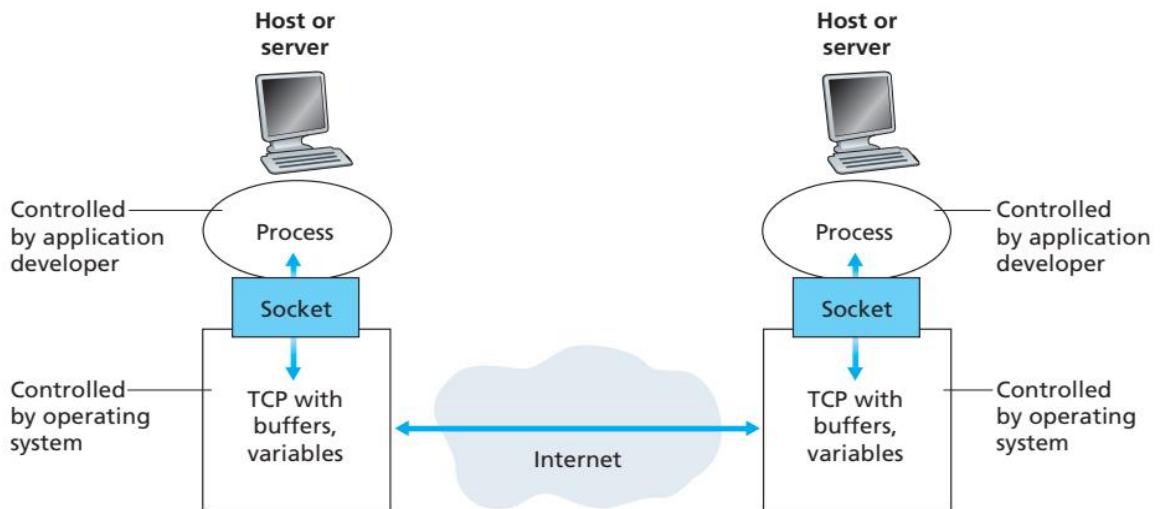 Host or
server
Host or
server
Controlled
by application
developer
Process
Process
Controlled
by application
developer
Socket
Socket
Controlled
by operating
system
TCP with
buffers,
variables
Internet
TCP with
buffers,
variables
Controlled
by operating
system